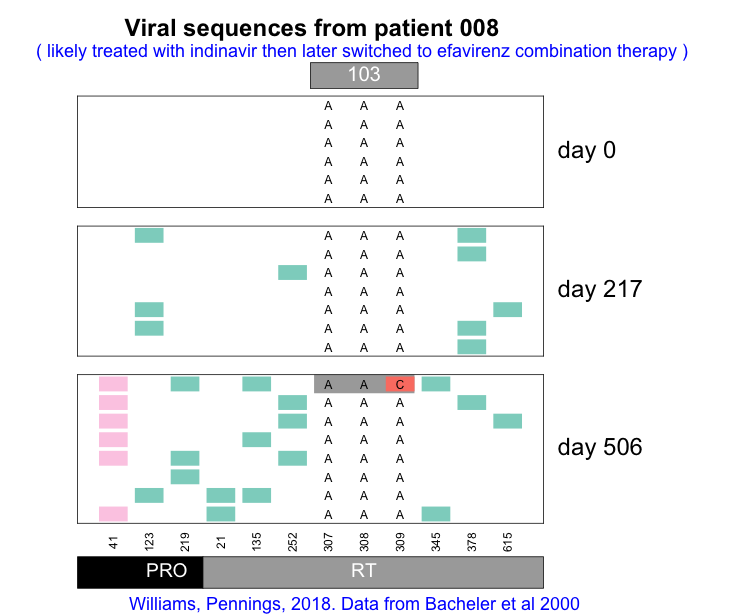 Viral sequences from patient 008
( likely treated with indinavir then later switched to efavirenz combination therapy )
103
A A A
A A A
A A A
A A A
A A A
A A A
day 0
A A A
A A A
A A A
A A A
A A A
A A A
A A A
day 217
A A C
A A A
A A A
A A A
A A A
A A A
A A A
A A A
day 506
41 123 219 21 135 252 307 308 309 345 378 615
PRO RT
Williams, Pennings, 2018. Data from Bacheler et al 2000